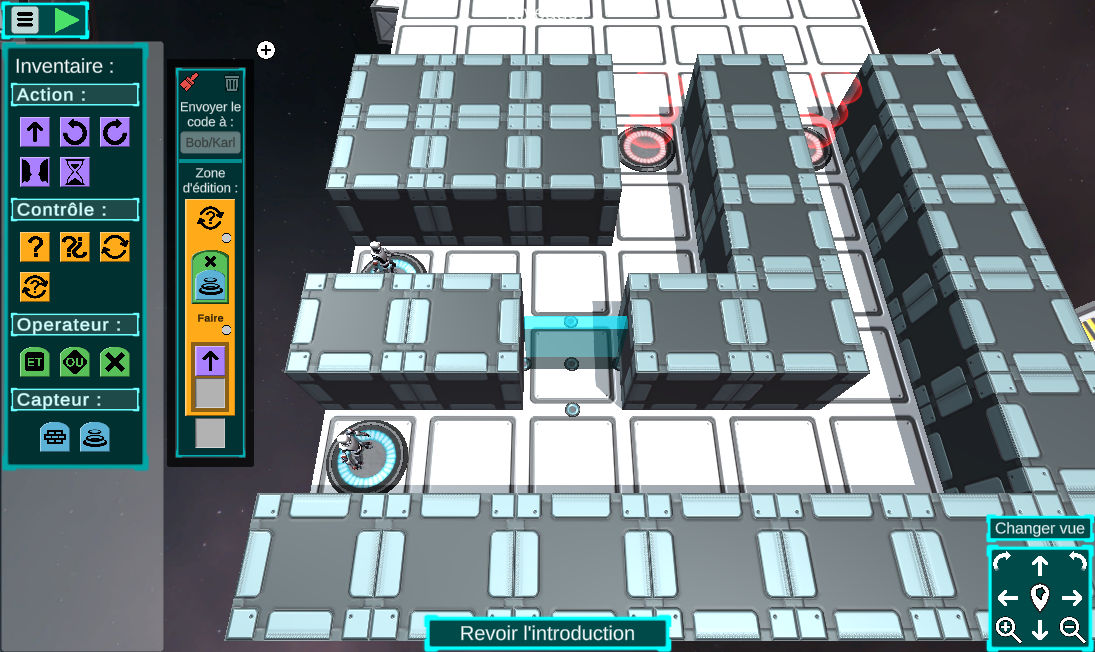 Inventaire :
Action :
Contrôle :
Operateur :
ET
OU
Capteur :
Envoyer le
code à :
Bob/Karl
Zone
d'édition :
Faire
Changer vue
Revoir l'introduction